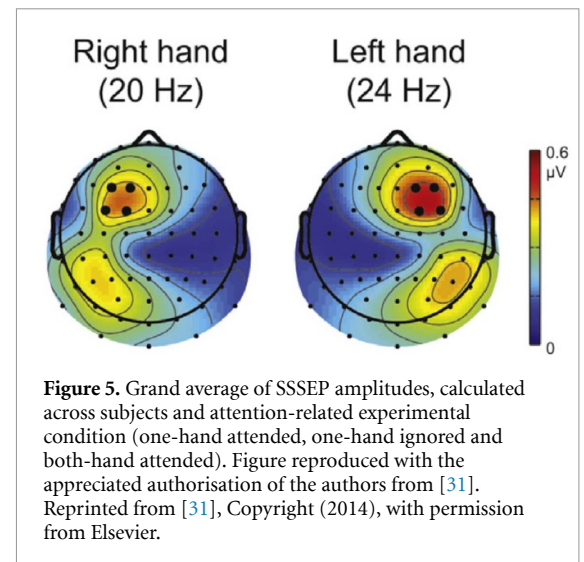 Right hand
(20 Hz)
Left hand
(24 Hz)
0.6
μV
0
Figure 5. Grand average of SSSEP amplitudes, calculated
across subjects and attention-related experimental
condition (one-hand attended, one-hand ignored and
both-hand attended). Figure reproduced with the
appreciated authorisation of the authors from [31].
Reprinted from [31], Copyright (2014), with permission
from Elsevier.